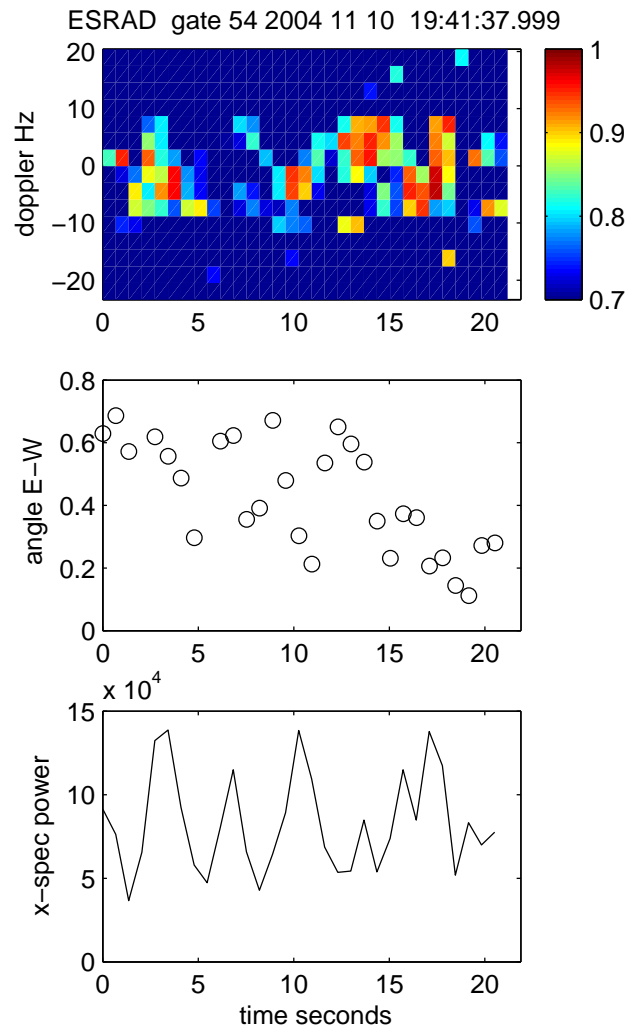 ESRAD gate 54 2004 11 10 19:41:37.999
20
10
0
−10
−20
doppler Hz
0 5 10 15 20
1
0.9
0.8
0.7
0.8
0.6
0.4
0.2
0
angle E−W
0 5 10 15 20
x 10^4
15
10
5
0
x−spec power
0 5 10 15 20
time seconds